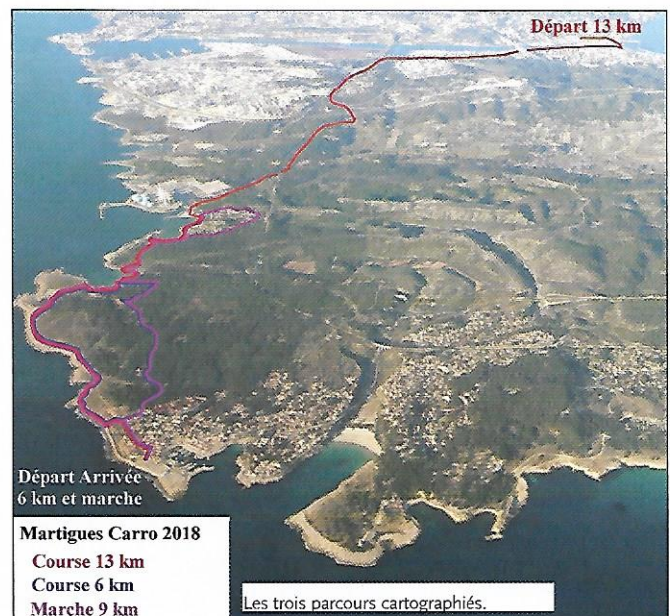 Départ 13 km
Départ Arrivée
6 km et marche
Martigues Carro 2018
Course 13 km
Course 6 km
Marche 9 km
Les trois parcours cartographiés.